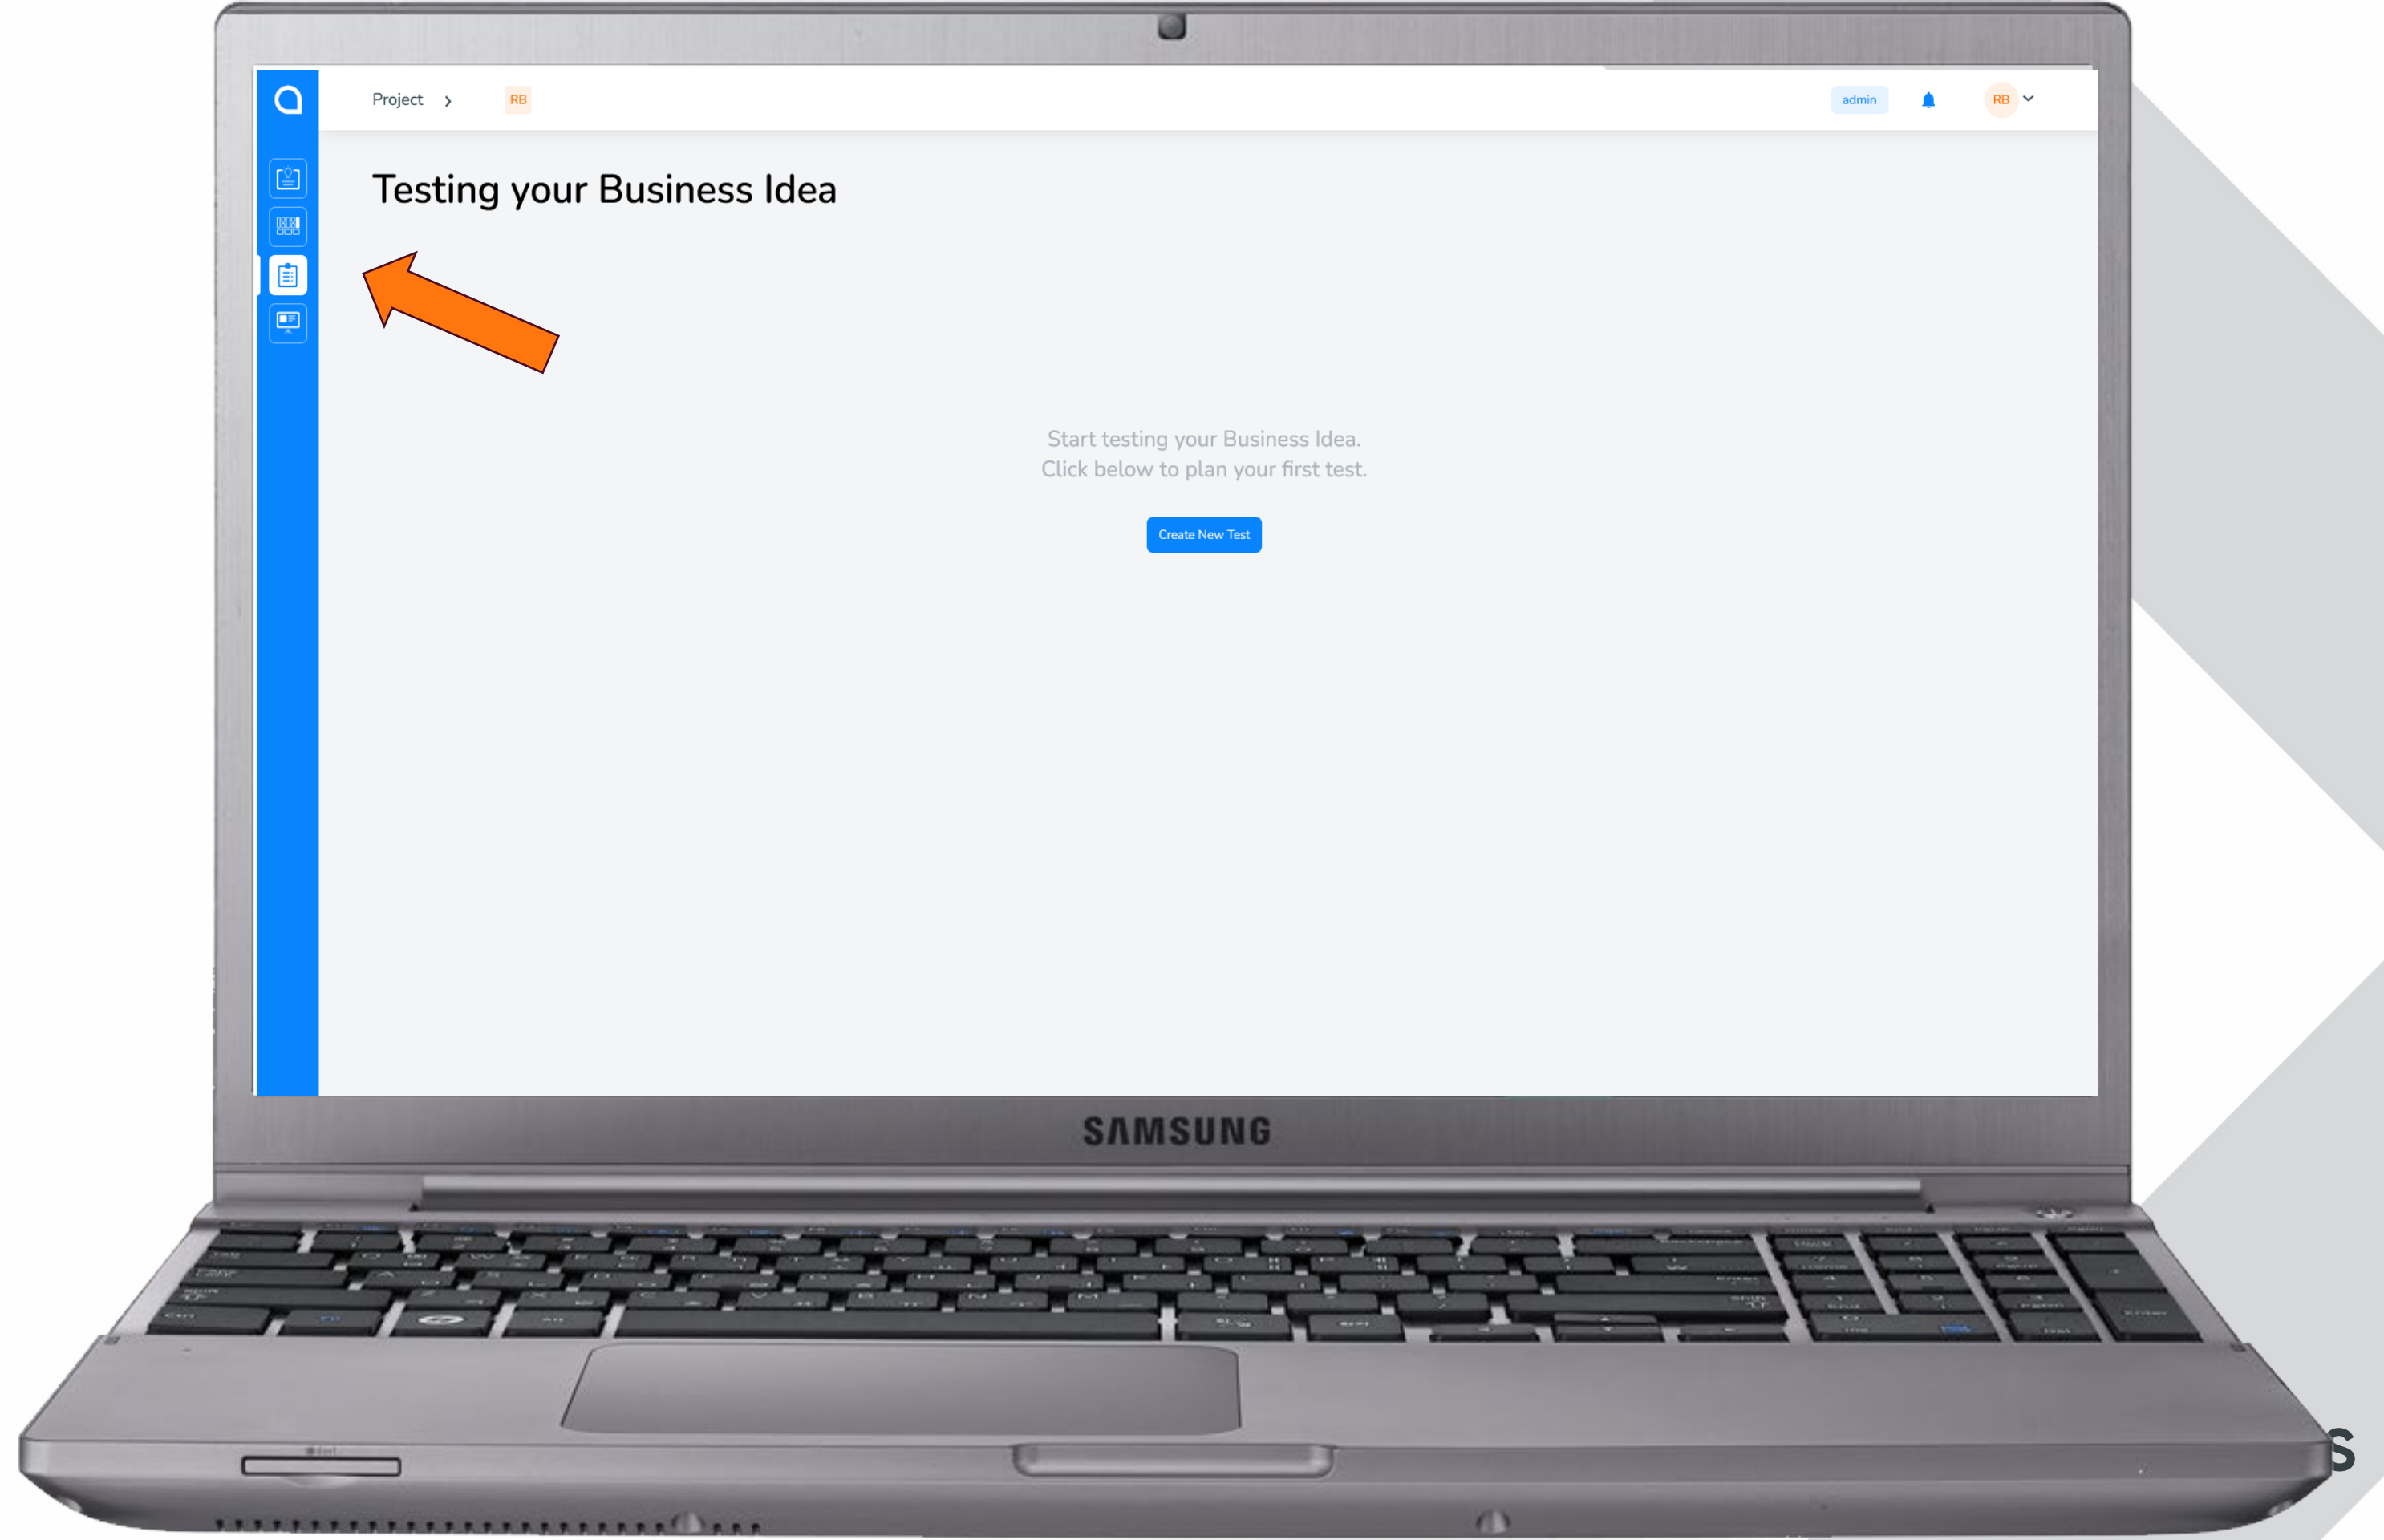 Project
RB
admin
RB
Testing your Business Idea
Start testing your Business Idea.
Click below to plan your first test.
Create New Test
SAMSUNG
s